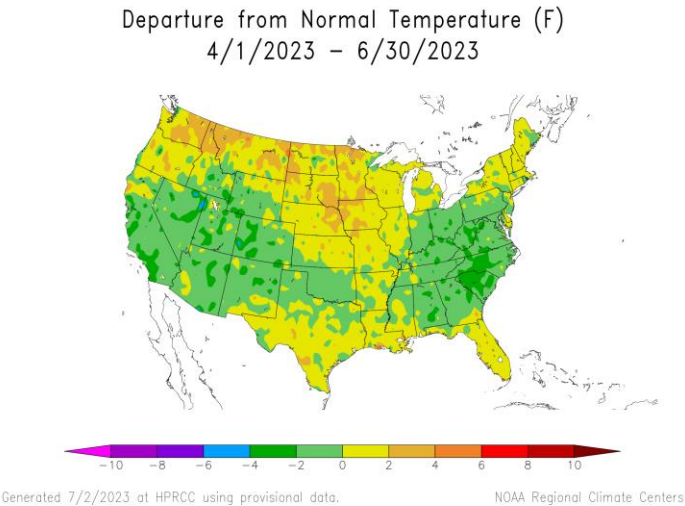 Departure from Normal Temperature (F)
4/1/2023 – 6/30/2023
−10 −8 −6 −4 −2 0 2 4 6 8 10
Generated 7/2/2023 at HPRCC using provisional data.
NOAA Regional Climate Centers